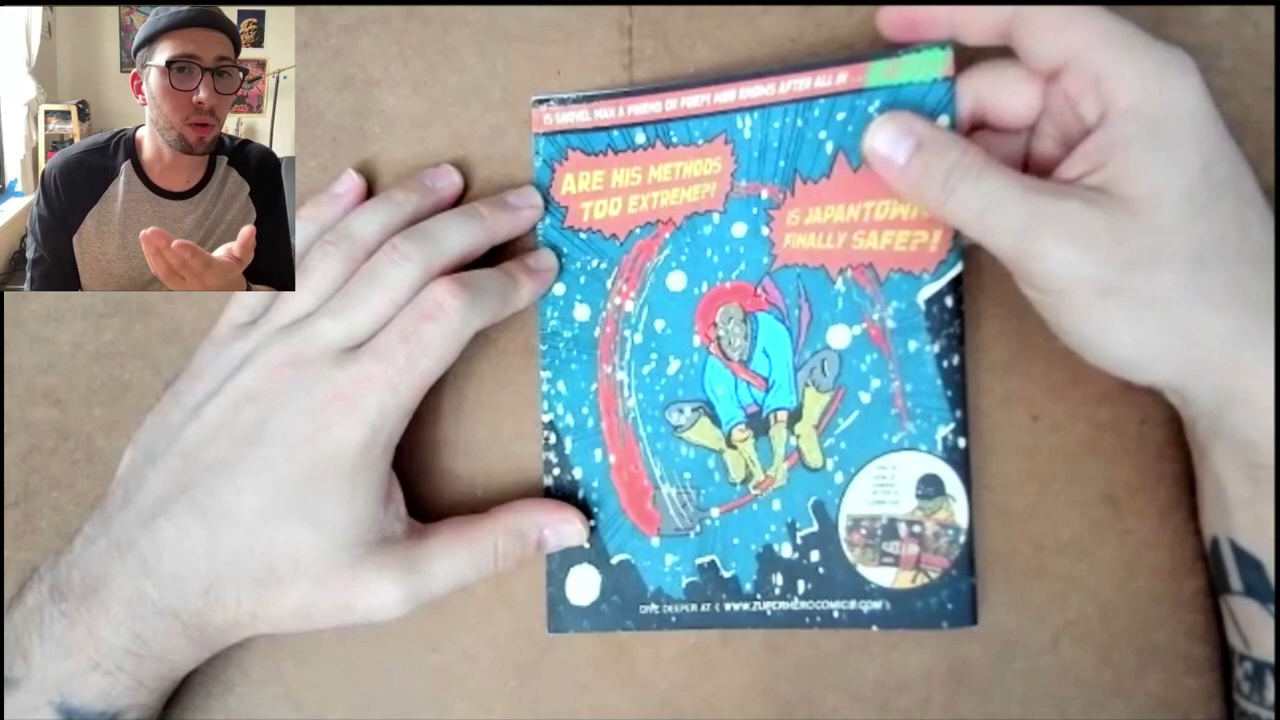 IS SHOVEL MAN A FRIEND OR FOE?! WHO KNOWS AFTER ALL IN ...
ARE HIS METHODS
TOO EXTREME?!
IS JAPANTOWN
FINALLY SAFE?!
DIVE DEEPER AT { WWW.ZUPERHEROCOMICS.COM }